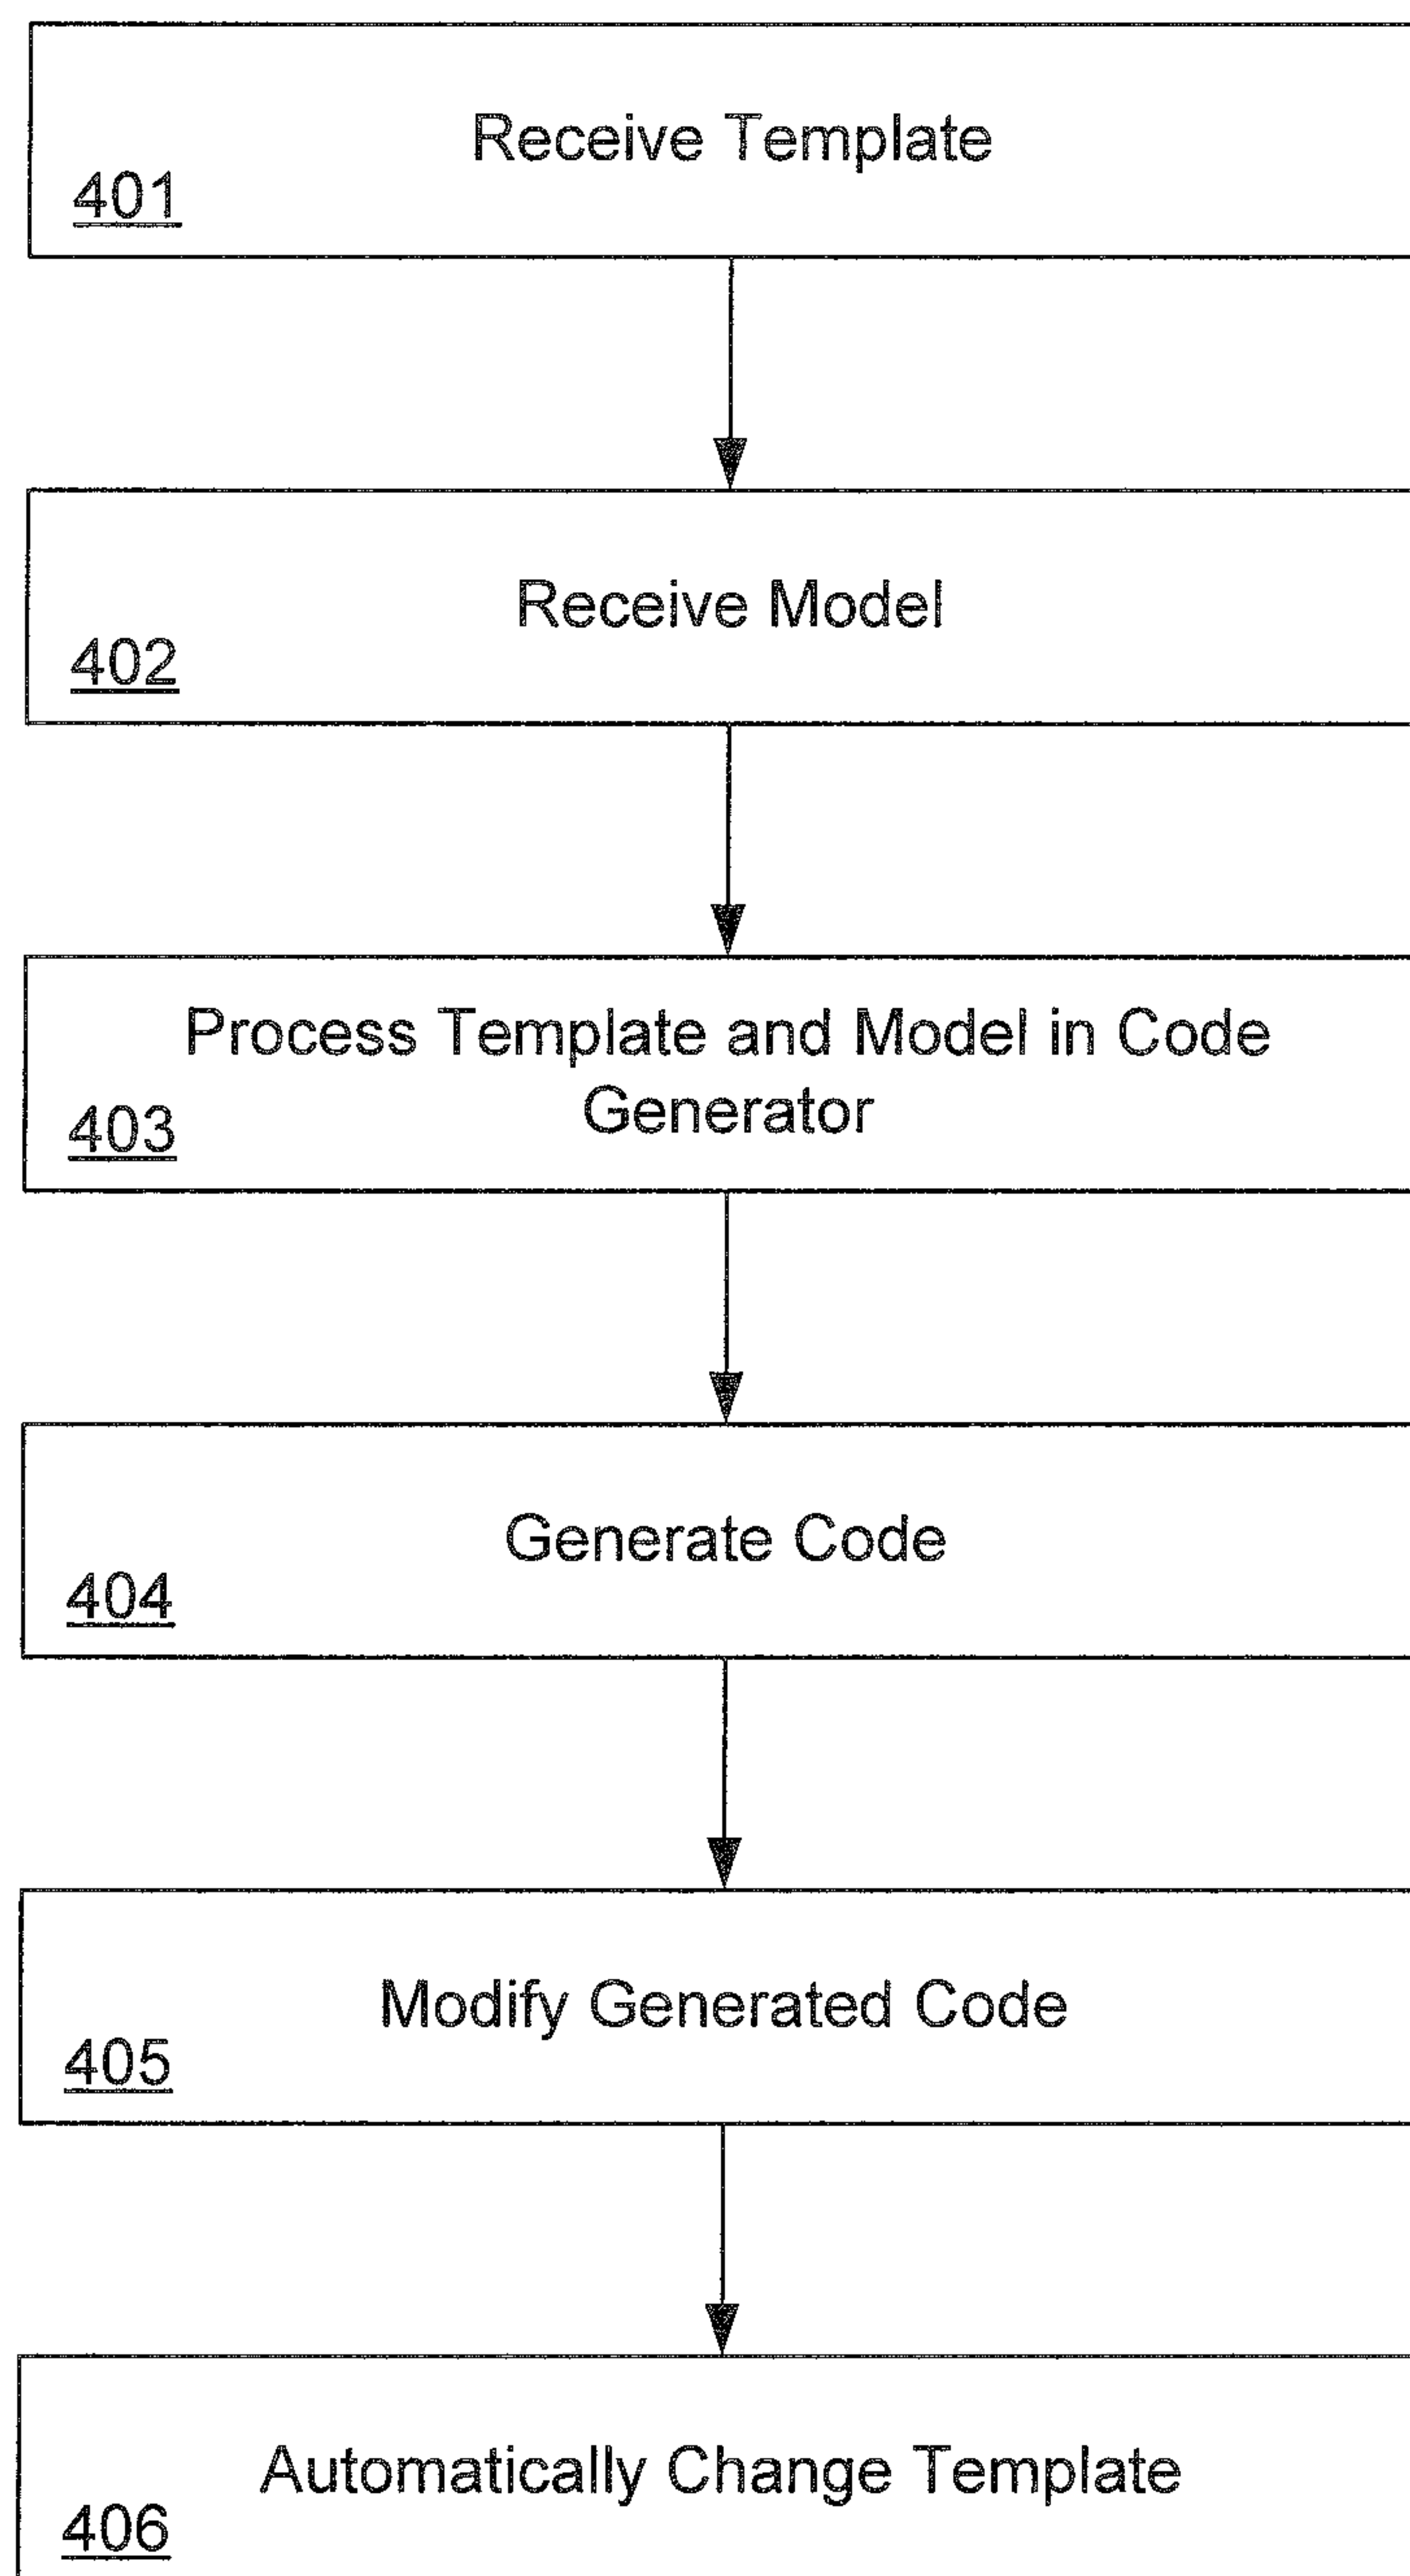 Receive Template
401
Receive Model
402
Process Template and Model in Code
Generator
403
Generate Code
404
Modify Generated Code
405
Automatically Change Template
406